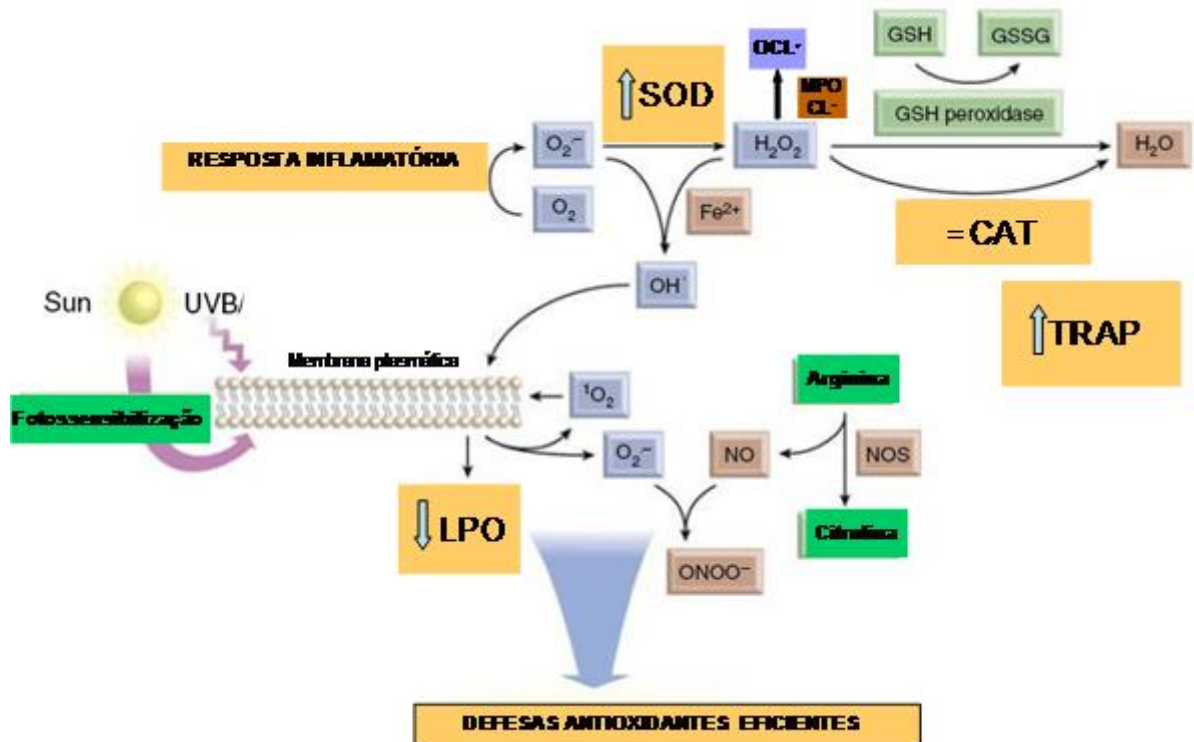 GSH
GSSG
OCL·
MPO
CL-
GSH peroxidase
↑SOD
RESPOSTA INFLAMATÓRIA
O₂·⁻
H₂O₂
H₂O
O₂
Fe²⁺
=CAT
OH·
↑TRAP
Sun
UVB/
Membrana plasmática
Fotossensibilização
¹O₂
Arginina
O₂·⁻
NO
NOS
↓LPO
Citrulina
ONOO⁻
DEFESAS ANTIOXIDANTES EFICIENTES